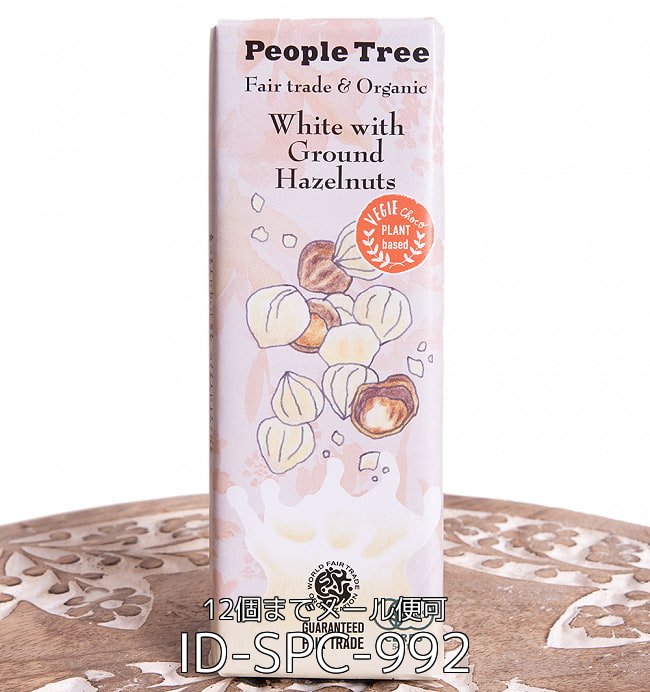 People Tree
Fair trade & Organic
White with
Ground
Hazelnuts
VEGIE Choco
PLANT
based
WORLD FAIR TRADE
12個までメール便可
GUARANTEED
TRADE
ID-SPC-992